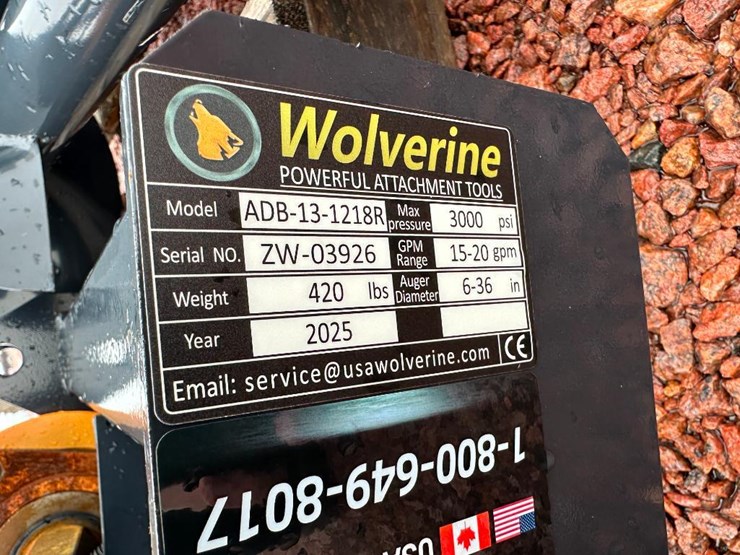 Wolverine
POWERFUL ATTACHMENT TOOLS
Model ADB-13-1218R Max pressure 3000 psi
Serial NO. ZW-03926 GPM Range 15-20 gpm
Weight 420 lbs Auger Diameter 6-36 in
Year 2025
Email: service@usawolverine.com CE
1-800-649-8017
USA